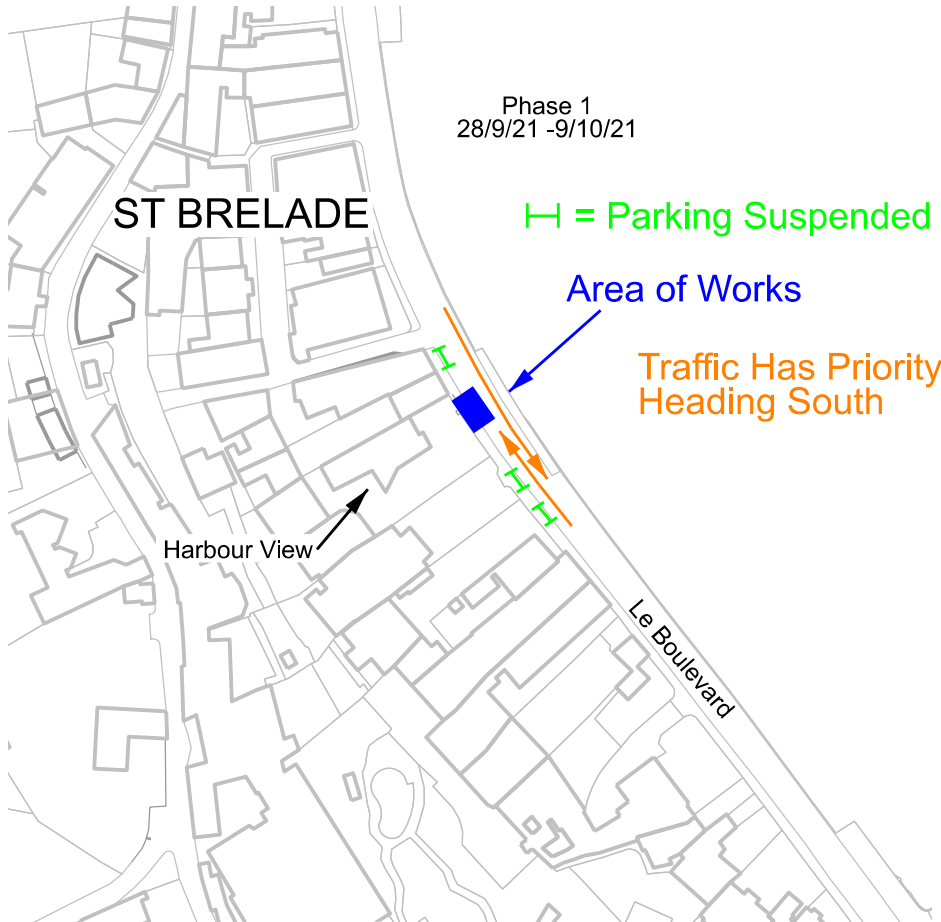 Phase 1
28/9/21 -9/10/21
ST BRELADE
= Parking Suspended
Area of Works
Traffic Has Priority
Heading South
Harbour View
Le Boulevard